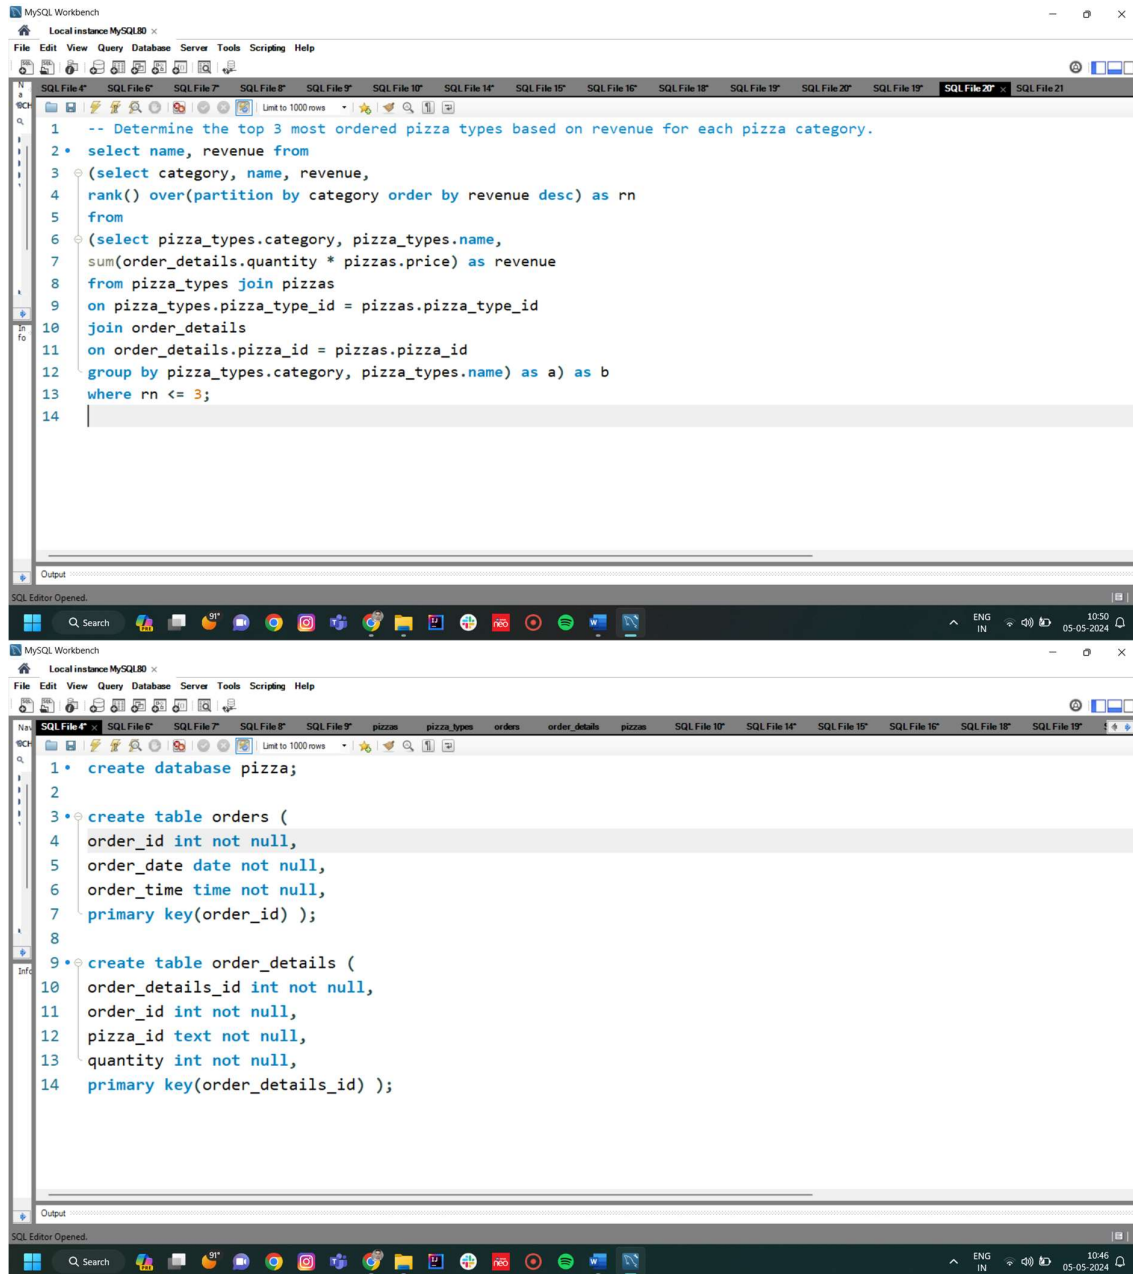 MySQL Workbench
Local instance MySQL80
File Edit View Query Database Server Tools Scripting Help
SQL File 4* SQL File 6* SQL File 7* SQL File 8* SQL File 9* SQL File 10* SQL File 14* SQL File 15* SQL File 16* SQL File 18* SQL File 19* SQL File 20* SQL File 19* SQL File 20* SQL File 21
Limit to 1000 rows
1 -- Determine the top 3 most ordered pizza types based on revenue for each pizza category.
2 select name, revenue from
3 (select category, name, revenue,
4 rank() over(partition by category order by revenue desc) as rn
5 from
6 (select pizza_types.category, pizza_types.name,
7 sum(order_details.quantity * pizzas.price) as revenue
8 from pizza_types join pizzas
9 on pizza_types.pizza_type_id = pizzas.pizza_type_id
10 join order_details
11 on order_details.pizza_id = pizzas.pizza_id
12 group by pizza_types.category, pizza_types.name) as a) as b
13 where rn <= 3;
14
Output
SQL Editor Opened.
Search 91° neo ENG IN 10:50 05-05-2024
MySQL Workbench
Local instance MySQL80
File Edit View Query Database Server Tools Scripting Help
Nav SQL File 4* SQL File 6* SQL File 7* SQL File 8* SQL File 9* pizzas pizza_types orders order_details pizzas SQL File 10* SQL File 14* SQL File 15* SQL File 16* SQL File 18* SQL File 19*
Limit to 1000 rows
1 create database pizza;
2
3 create table orders (
4 order_id int not null,
5 order_date date not null,
6 order_time time not null,
7 primary key(order_id) );
8
9 create table order_details (
10 order_details_id int not null,
11 order_id int not null,
12 pizza_id text not null,
13 quantity int not null,
14 primary key(order_details_id) );
Output
SQL Editor Opened.
Search 91° neo ENG IN 10:46 05-05-2024